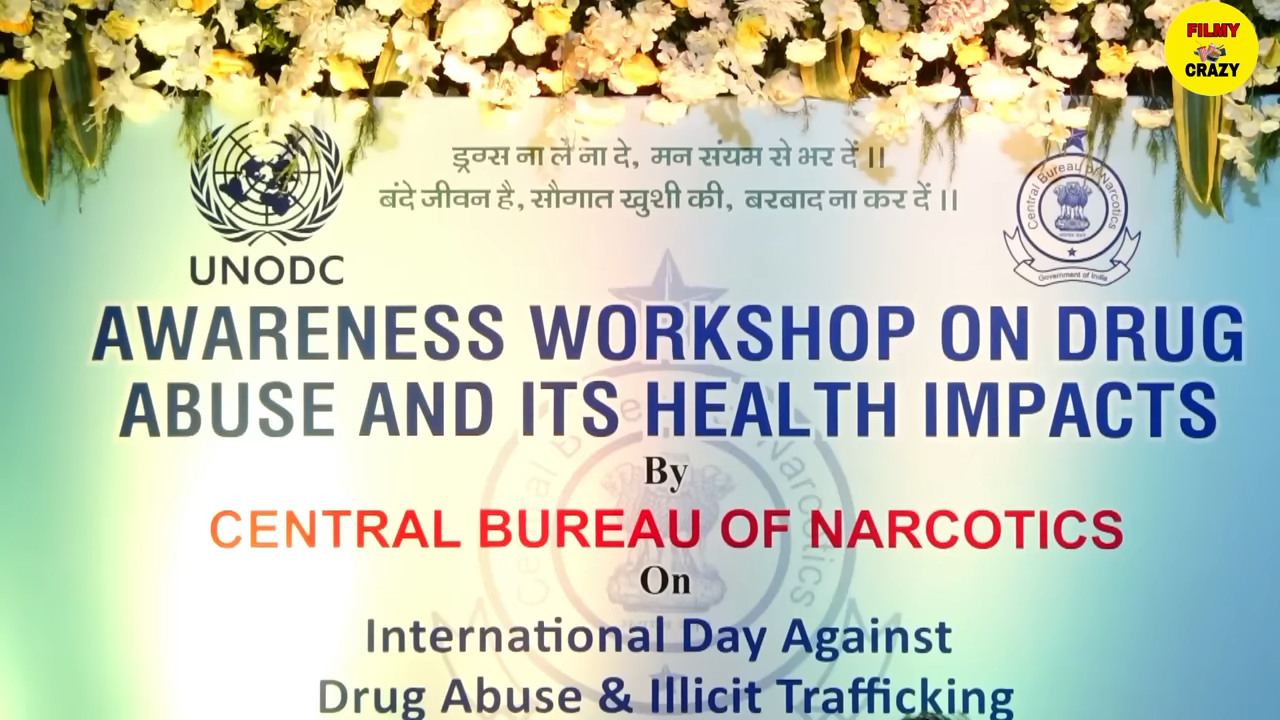 FILMY
CRAZY
ड्रग्स ना लें ना दे, मन संयम से भर दें ।।
बंदे जीवन है, सौगात खुशी की, बरबाद ना कर दें ।।
UNODC
Central Bureau of Narcotics
Government of India
AWARENESS WORKSHOP ON DRUG
ABUSE AND ITS HEALTH IMPACTS
By
CENTRAL BUREAU OF NARCOTICS
On
International Day Against
Drug Abuse & Illicit Trafficking